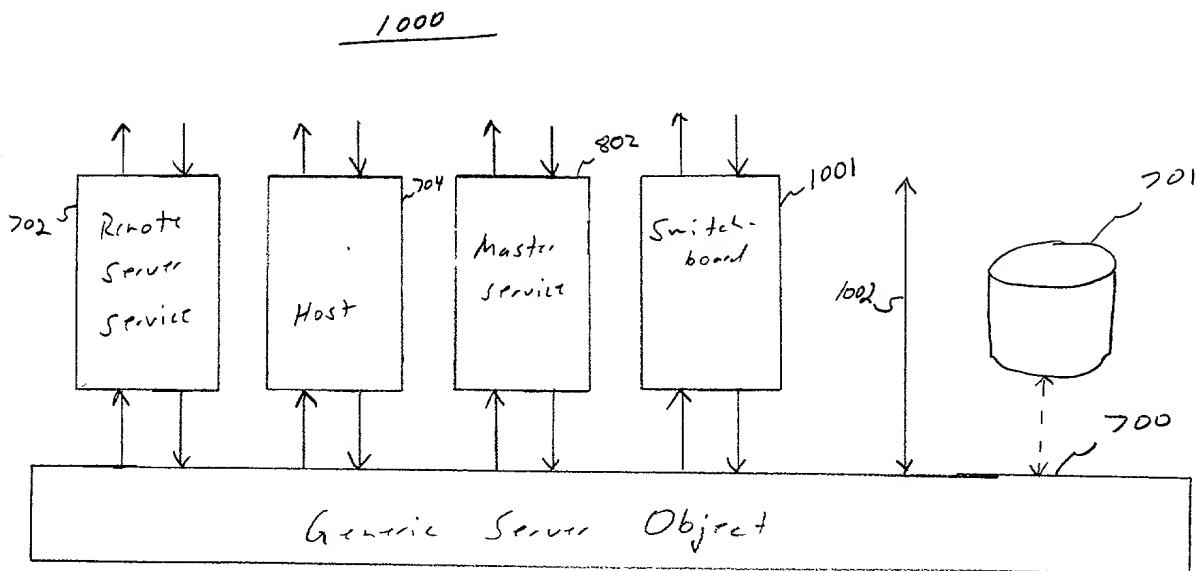 1000
802
704
1001
701
702
Remote
Server
Service
Host
Master
service
Switch-
board
1002
700
Generic Server Object